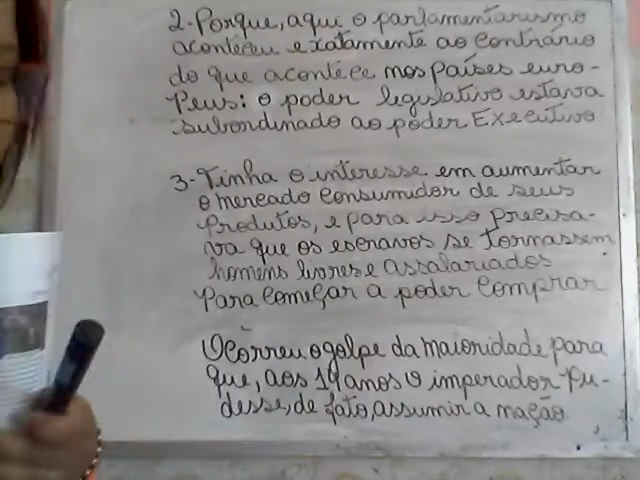 2-Porque, aqui o parlamentarismo
aconteceu exatamente ao contrário
do que acontece nos países euro-
peus: o poder legislativo estava
subordinado ao poder Executivo
3-Tinha o interesse em aumentar
o mercado consumidor de seus
produtos, e para isso precisa-
va que os escravos se tornassem
homens livres e assalariados
para começar a poder comprar
Ocorreu o golpe da maioridade para
que, aos 14 anos o imperador pu-
desse, de fato, assumir a nação